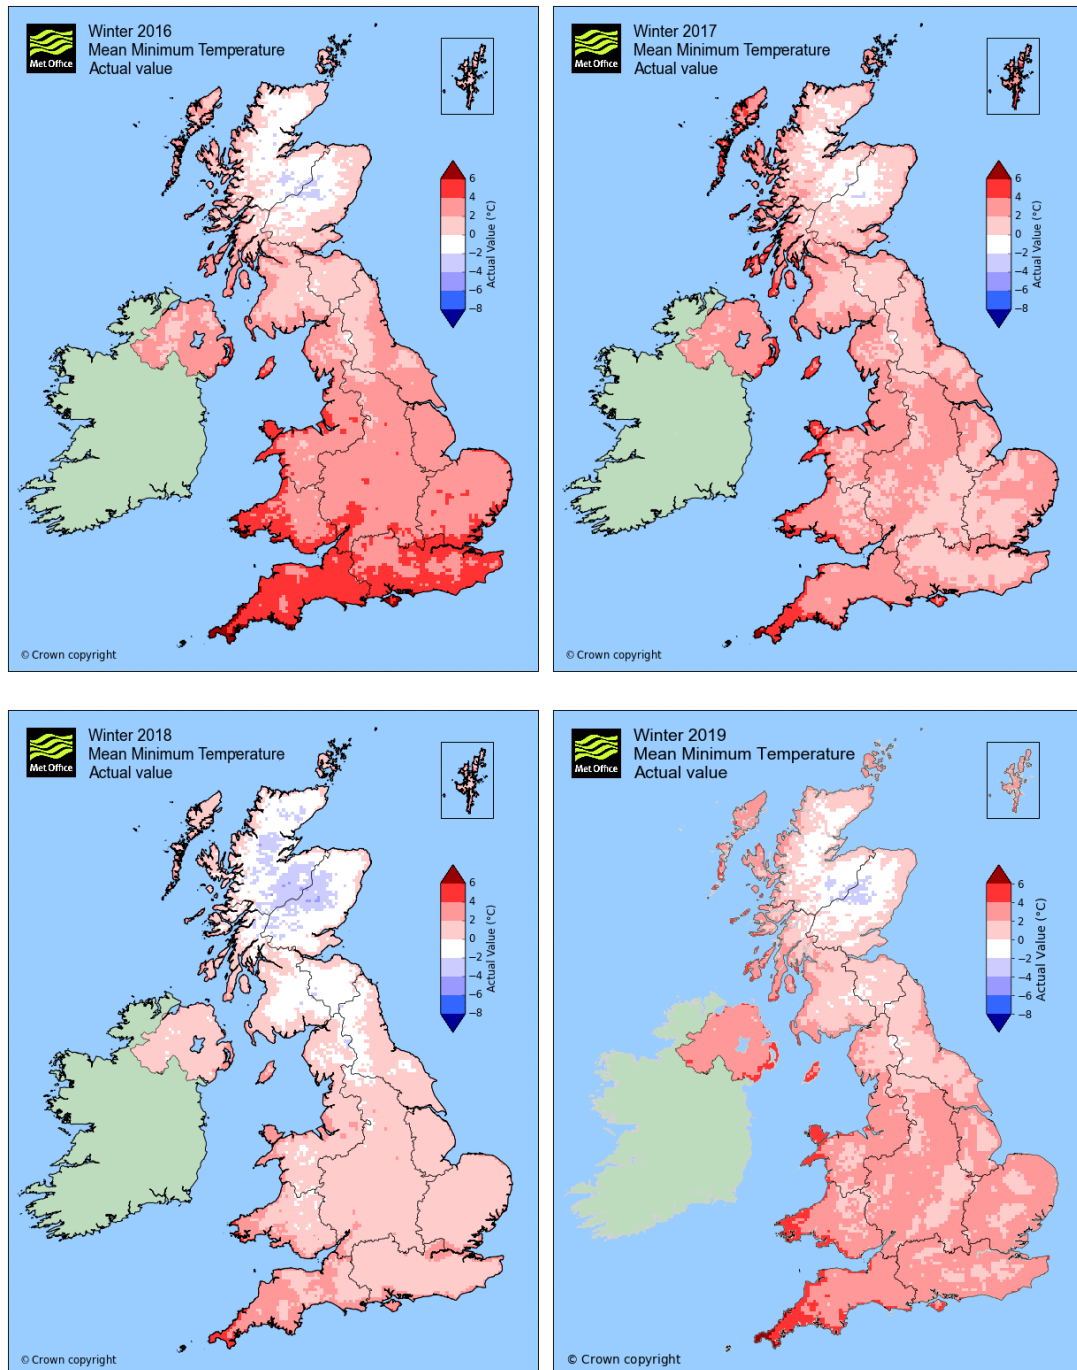 Winter 2016
Mean Minimum Temperature
Actual value
Met Office
6
4
2
0
−2
−4
−6
−8
Actual Value (°C)
© Crown copyright
Winter 2017
Mean Minimum Temperature
Actual value
Met Office
6
4
2
0
−2
−4
−6
−8
Actual Value (°C)
© Crown copyright
Winter 2018
Mean Minimum Temperature
Actual value
Met Office
6
4
2
0
−2
−4
−6
−8
Actual Value (°C)
© Crown copyright
Winter 2019
Mean Minimum Temperature
Actual value
Met Office
6
4
2
0
−2
−4
−6
−8
Actual Value (°C)
© Crown copyright